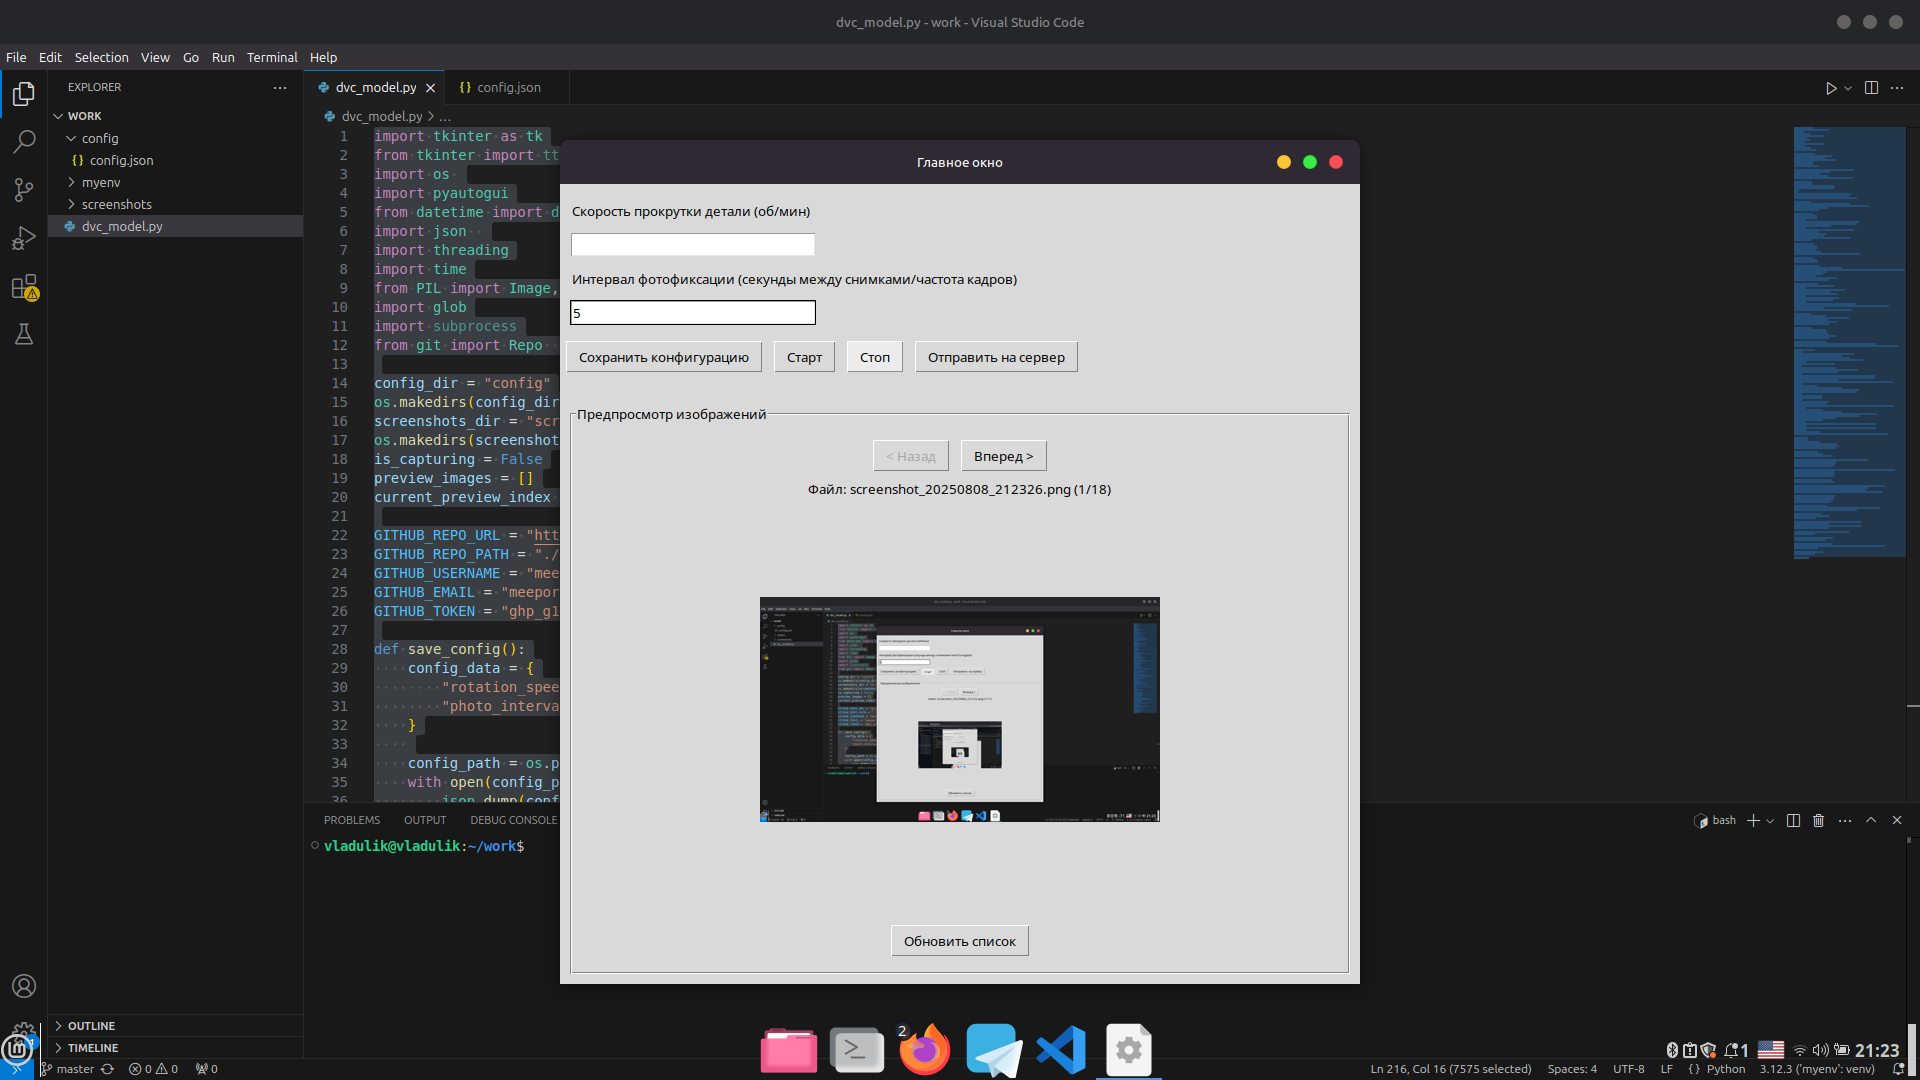 dvc_model.py - work - Visual Studio Code
File Edit Selection View Go Run Terminal Help
EXPLORER
WORK
config
{} config.json
myenv
screenshots
dvc_model.py
OUTLINE
TIMELINE
dvc_model.py
{} config.json
dvc_model.py > ...
1 import tkinter as tk
2 from tkinter import tt
3 import os
4 import pyautogui
5 from datetime import d
6 import json
7 import threading
8 import time
9 from PIL import Image,
10 import glob
11 import subprocess
12 from git import Repo
13
14 config_dir = "config"
15 os.makedirs(config_dir
16 screenshots_dir = "scr
17 os.makedirs(screenshot
18 is_capturing = False
19 preview_images = []
20 current_preview_index
21
22 GITHUB_REPO_URL = "htt
23 GITHUB_REPO_PATH = "./
24 GITHUB_USERNAME = "mee
25 GITHUB_EMAIL = "meepor
26 GITHUB_TOKEN = "ghp_g1
27
28 def save_config():
29 config_data = {
30 "rotation_spee
31 "photo_interva
32 }
33
34 config_path = os.p
35 with open(config_p
36 json.dump(conf
Главное окно
Скорость прокрутки детали (об/мин)
Интервал фотофиксации (секунды между снимками/частота кадров)
5
Сохранить конфигурацию Старт Стоп Отправить на сервер
Предпросмотр изображений
< Назад Вперед >
Файл: screenshot_20250808_212326.png (1/18)
Обновить список
PROBLEMS OUTPUT DEBUG CONSOLE
bash
vladulik@vladulik:~/work$
2
1 21:23
master 0 0 0
Ln 216, Col 16 (7575 selected) Spaces: 4 UTF-8 LF {} Python 3.12.3 ('myenv': venv)